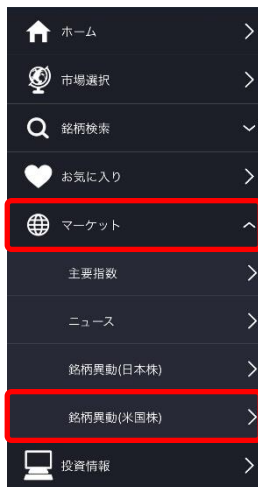 ホーム
市場選択
銘柄検索
お気に入り
マーケット
主要指数
ニュース
銘柄異動(日本株)
銘柄異動(米国株)
投資情報